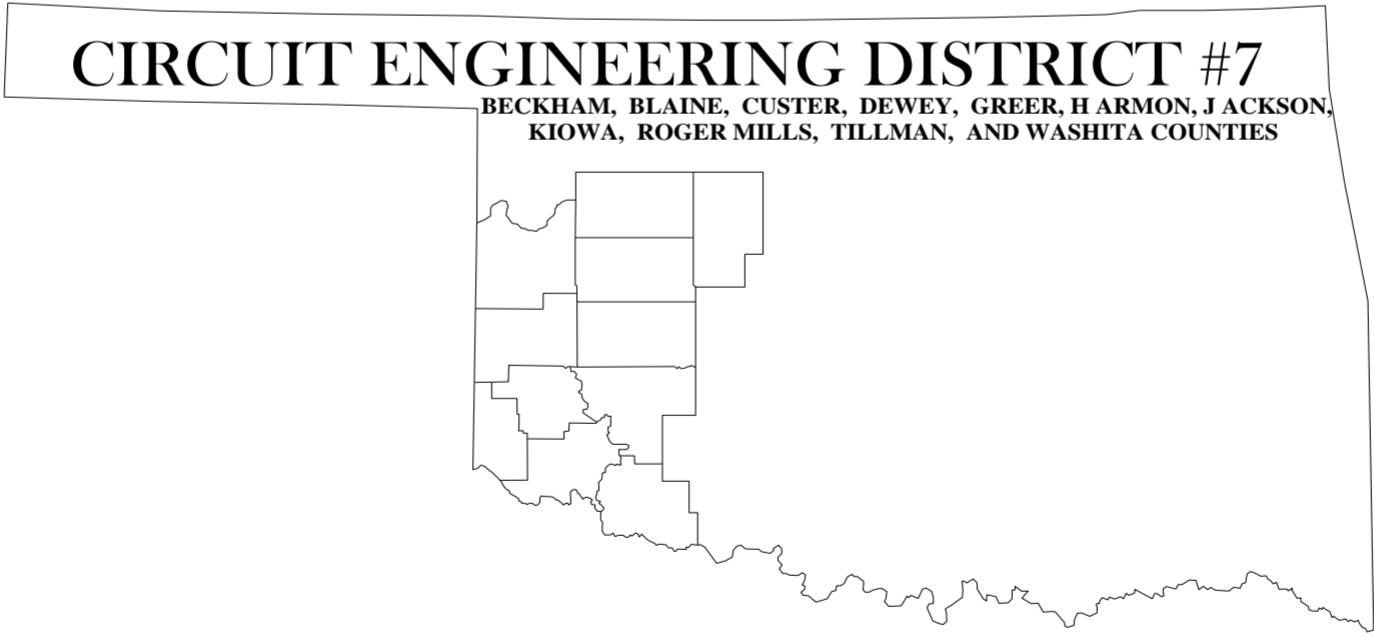 CIRCUIT ENGINEERING DISTRICT #7
BECKHAM, BLAINE, CUSTER, DEWEY, GREER, H ARMON, J ACKSON,
KIOWA, ROGER MILLS, TILLMAN, AND WASHITA COUNTIES